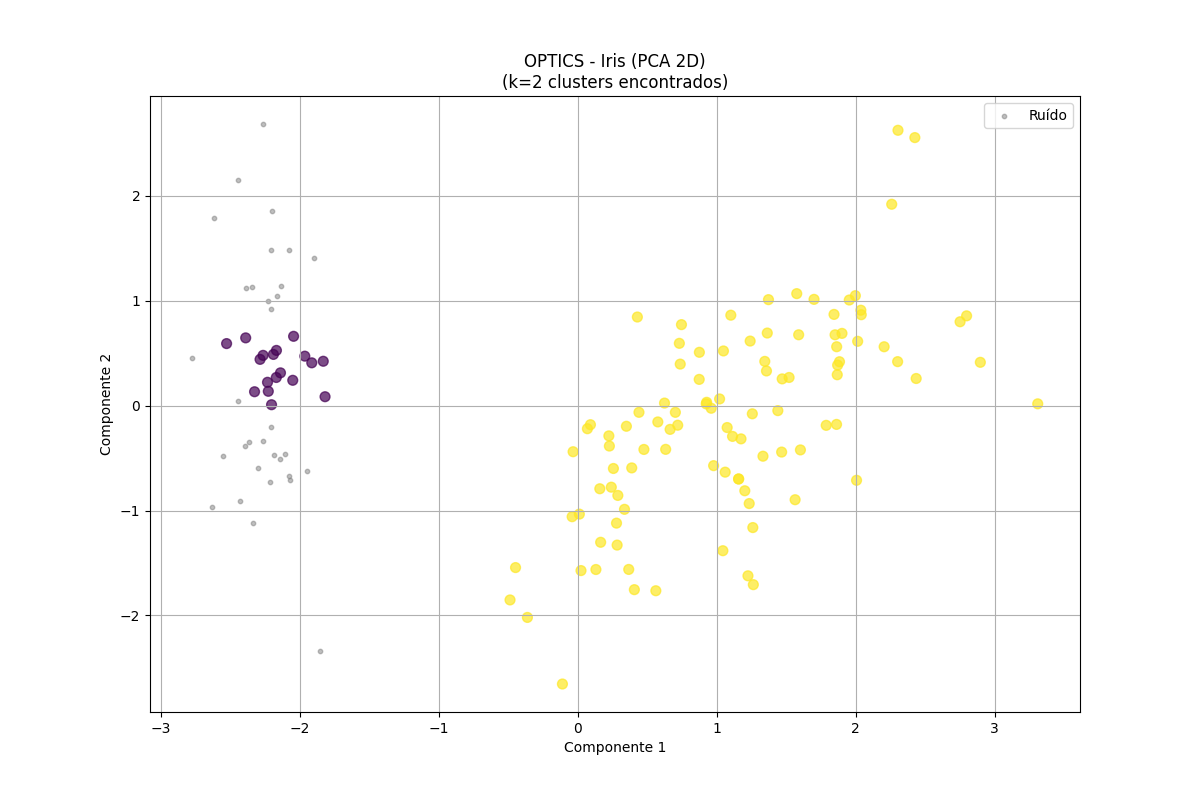 OPTICS - Iris (PCA 2D)
(k=2 clusters encontrados)
Ruído
Componente 2
2
1
0
−1
−2
−3
−2
−1
0
1
2
3
Componente 1